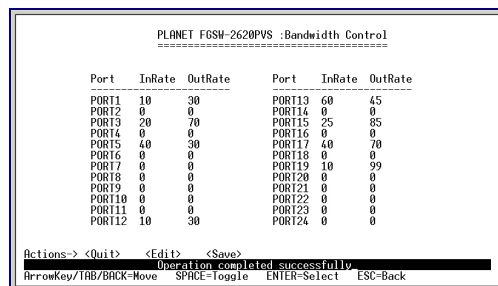 PLANET FGSW-2620PVS :Bandwidth Control
======================================
Port InRate OutRate Port InRate OutRate
PORT1 10 30 PORT13 60 45
PORT2 0 0 PORT14 0 0
PORT3 20 70 PORT15 25 85
PORT4 0 0 PORT16 0 0
PORT5 40 30 PORT17 40 70
PORT6 0 0 PORT18 0 0
PORT7 0 0 PORT19 10 99
PORT8 0 0 PORT20 0 0
PORT9 0 0 PORT21 0 0
PORT10 0 0 PORT22 0 0
PORT11 0 0 PORT23 0 0
PORT12 10 30 PORT24 0 0
Actions-> <Quit> <Edit> <Save>
Operation completed successfully
ArrowKey/TAB/BACK=Move SPACE=Toggle ENTER=Select ESC=Back